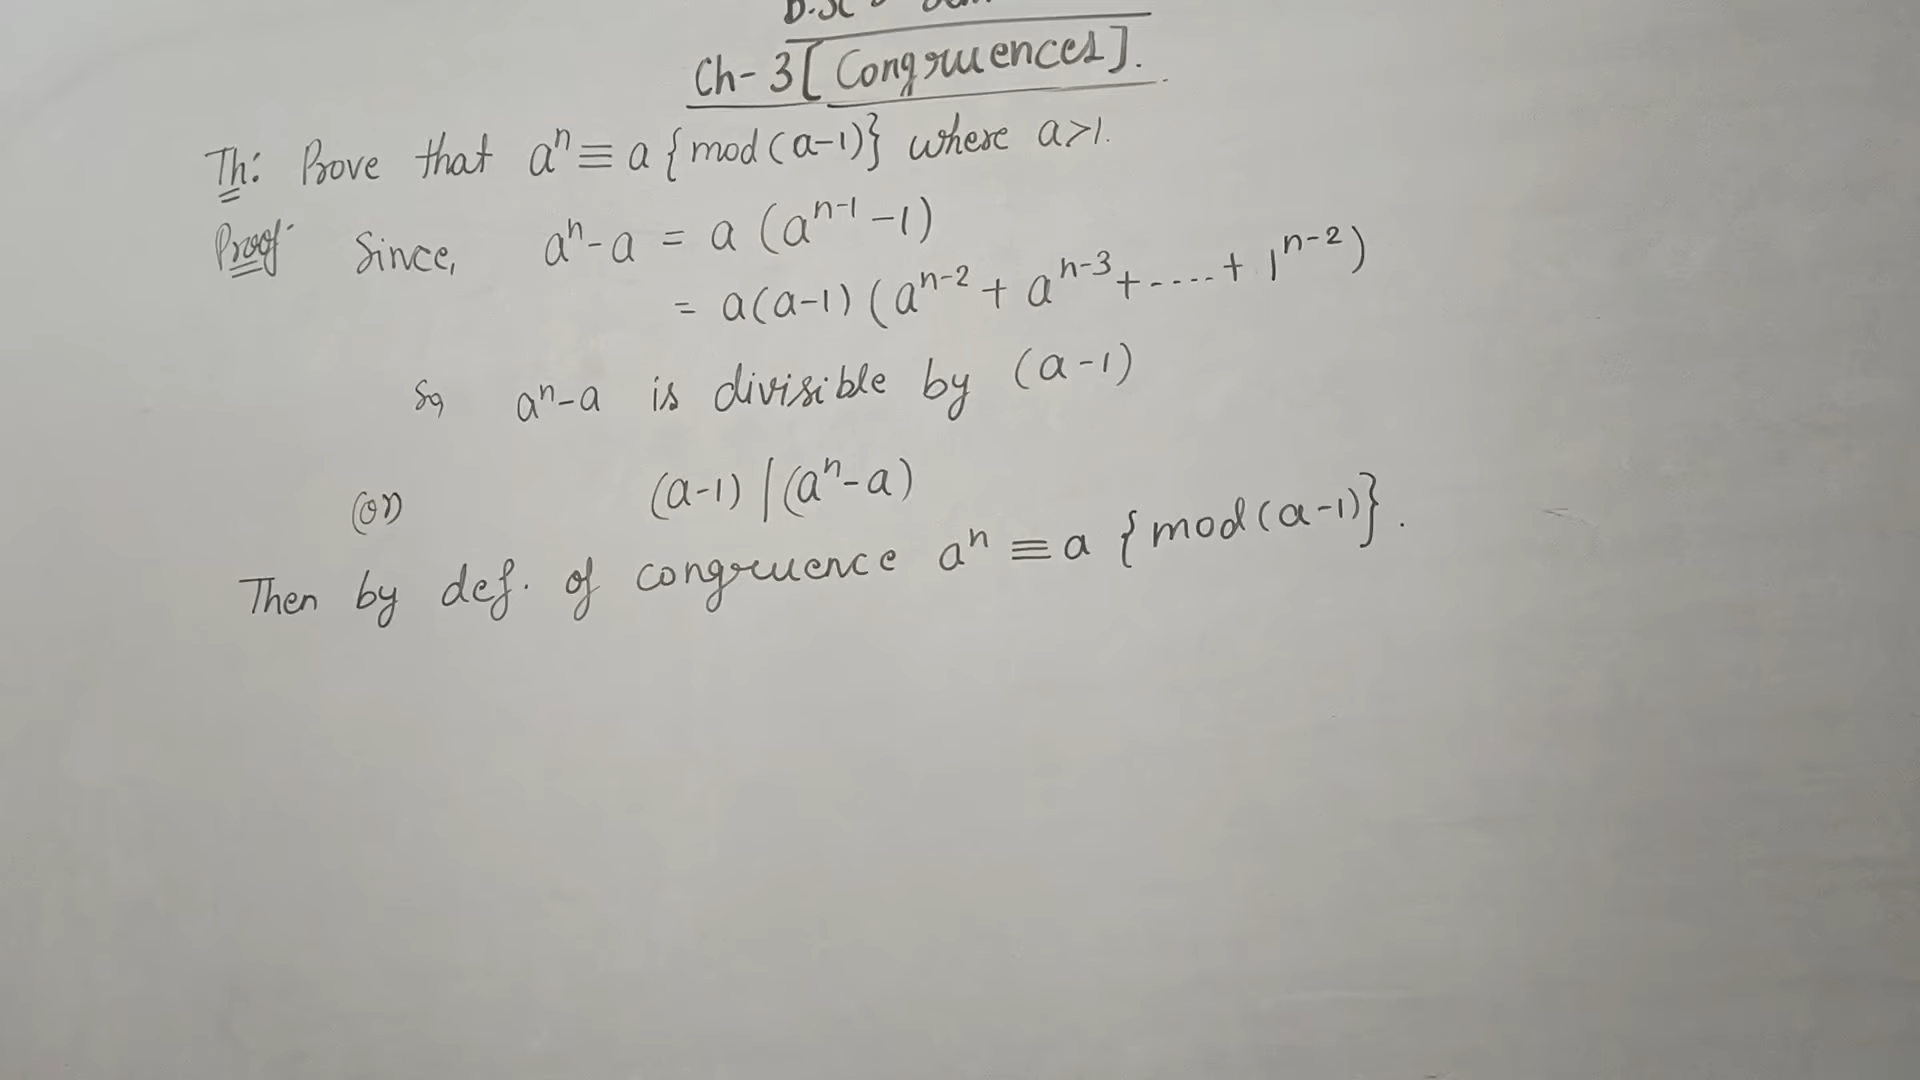 Ch-3 [Congruences].
Th: Prove that aⁿ ≡ a {mod (a-1)} where a>1.
Proof Since, aⁿ-a = a (aⁿ⁻¹-1)
= a(a-1) (aⁿ⁻² + aⁿ⁻³ + ..... + 1ⁿ⁻²)
So, aⁿ-a is divisible by (a-1)
(or) (a-1) | (aⁿ-a)
Then by def. of congruence aⁿ ≡ a {mod (a-1)}.